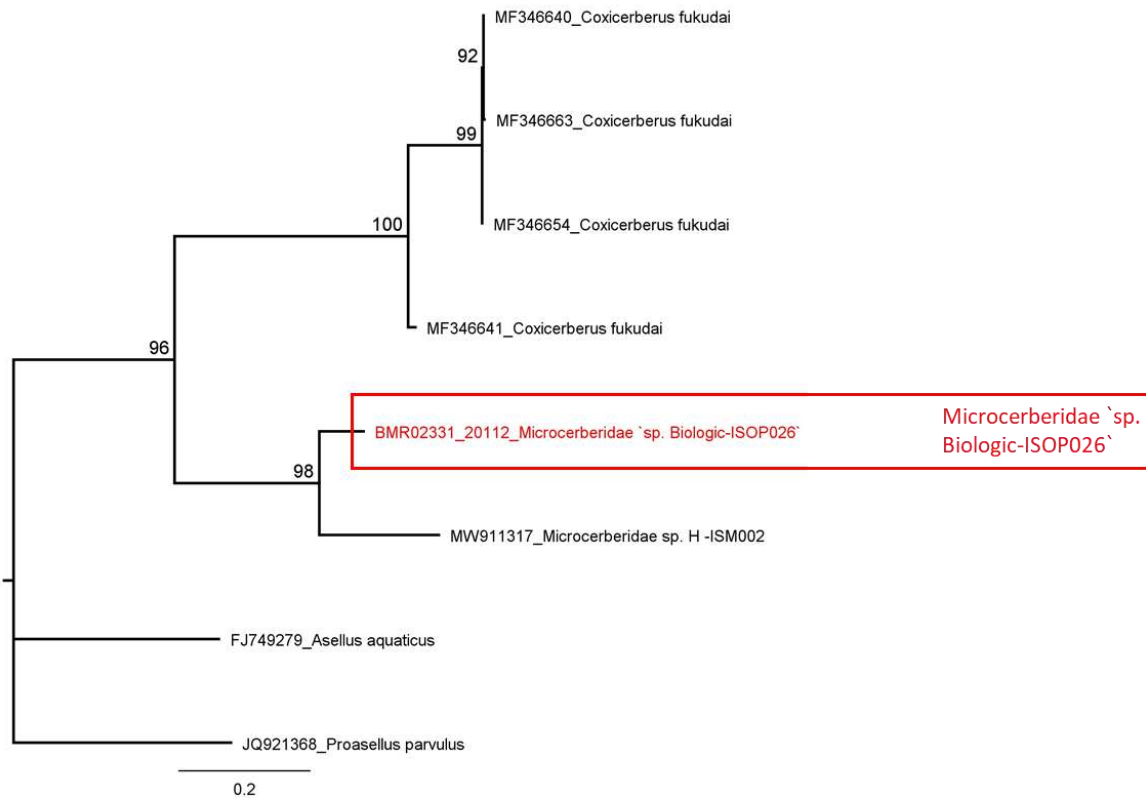 MF346640_Coxicerberus fukudai
92
MF346663_Coxicerberus fukudai
99
MF346654_Coxicerberus fukudai
100
MF346641_Coxicerberus fukudai
96
BMR02331_20112_Microcerberidae `sp. Biologic-ISOP026`
Microcerberidae `sp.
Biologic-ISOP026`
98
MW911317_Microcerberidae sp. H -ISM002
FJ749279_Asellus aquaticus
JQ921368_Proasellus parvulus
0.2